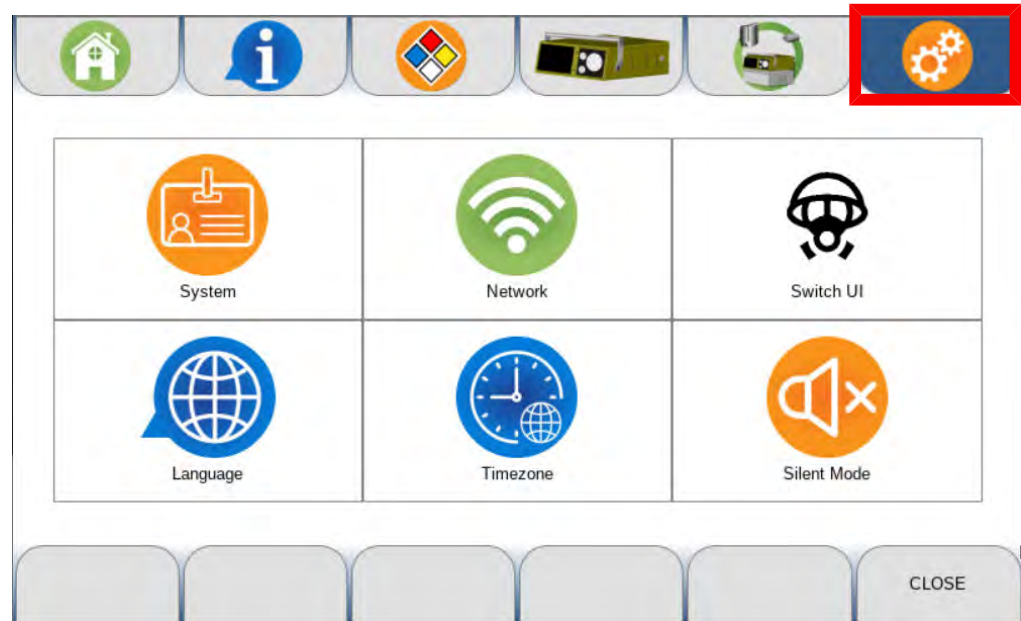 System
Network
Switch UI
Language
Timezone
Silent Mode
CLOSE